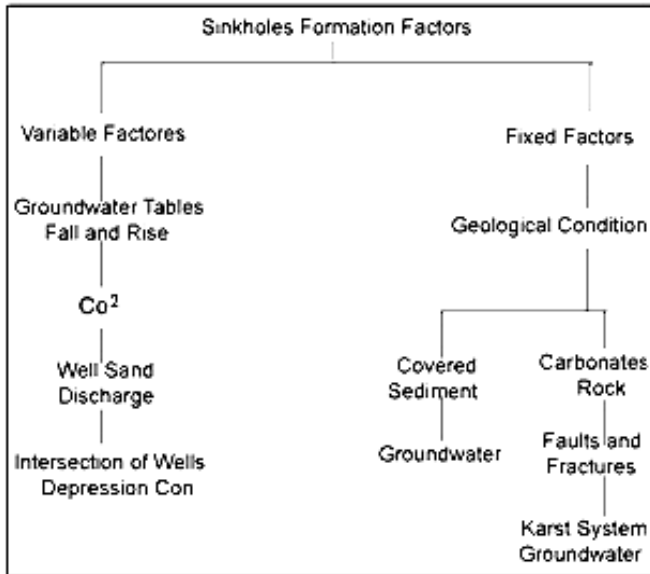 Sinkholes Formation Factors
Variable Factores
Groundwater Tables
Fall and Rise
Co²
Well Sand
Discharge
Intersection of Wells
Depression Con
Fixed Factors
Geological Condition
Covered
Sediment
Groundwater
Carbonates
Rock
Faults and
Fractures
Karst System
Groundwater